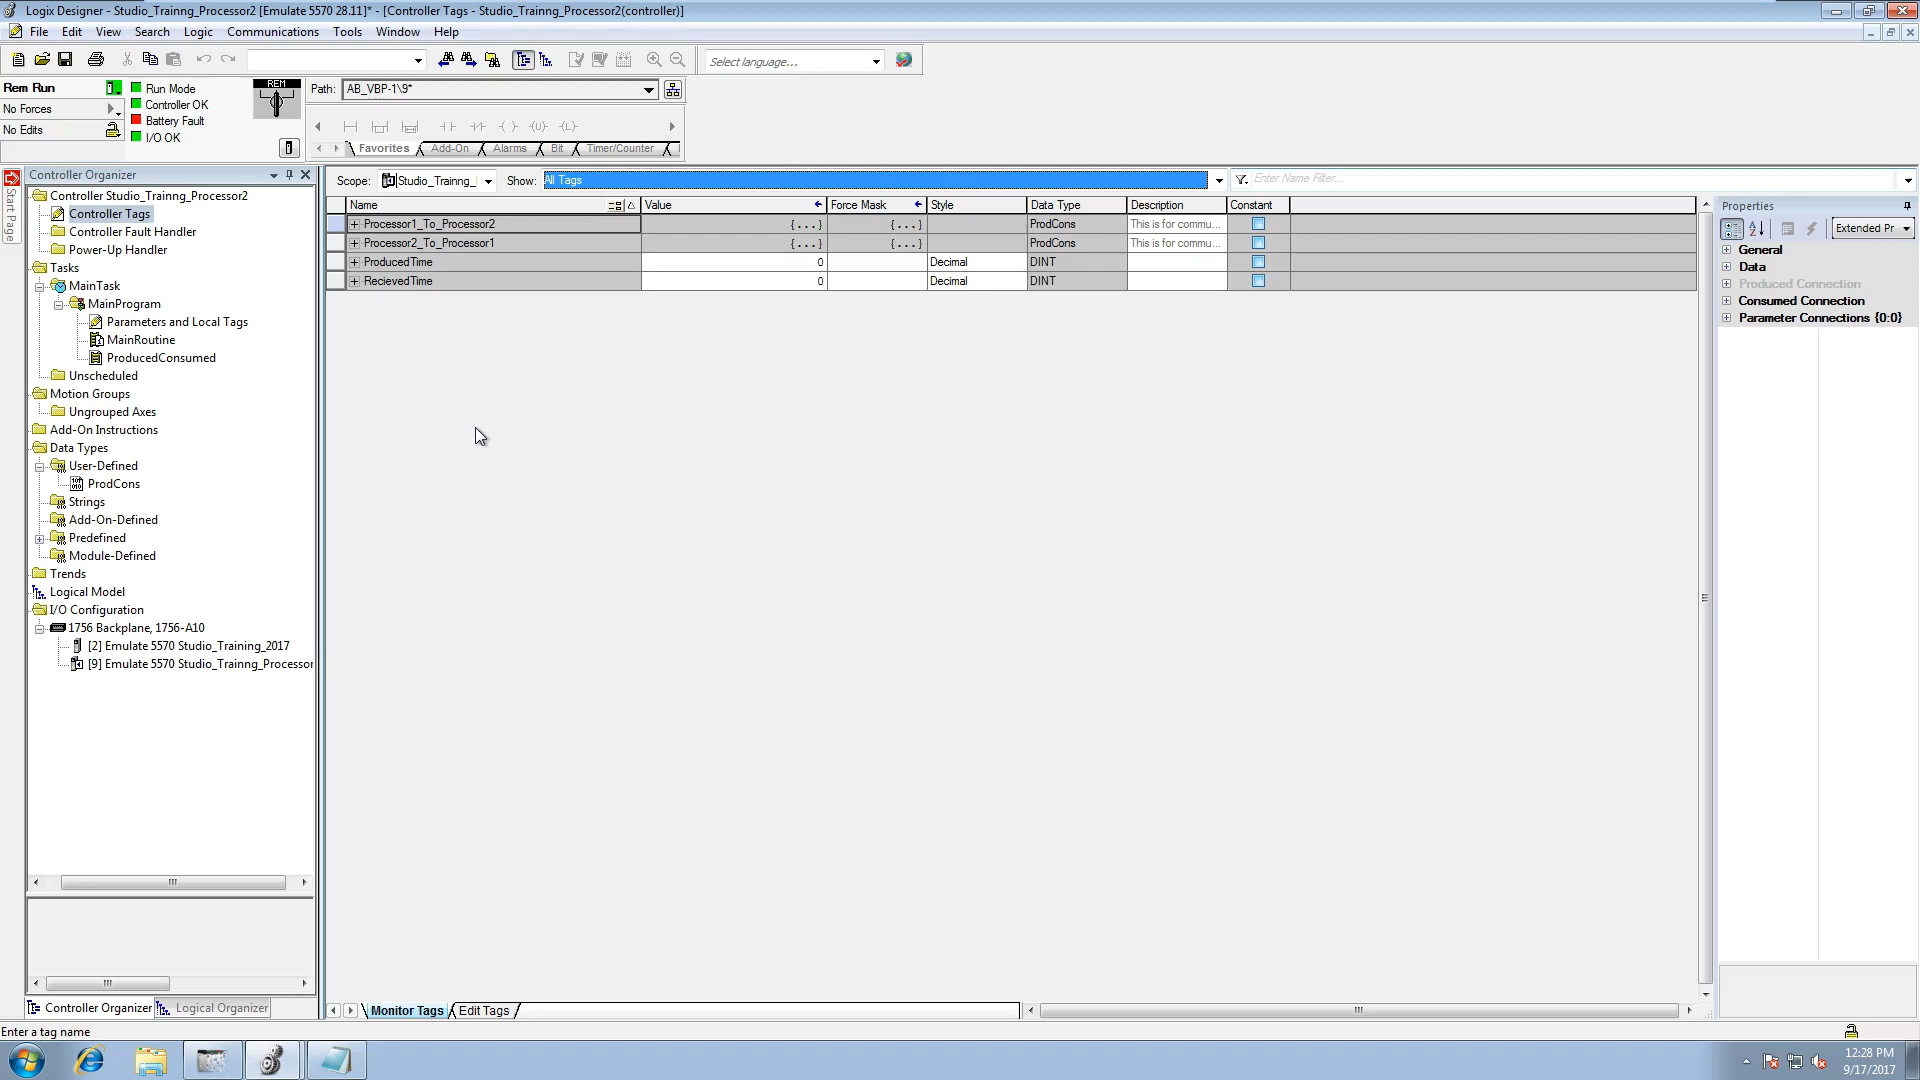 Logix Designer - Studio_Trainng_Processor2 [Emulate 5570 28.11]* - [Controller Tags - Studio_Trainng_Processor2(controller)]
File Edit View Search Logic Communications Tools Window Help
Select language...
Rem Run
No Forces
No Edits
Run Mode
Controller OK
Battery Fault
I/O OK
REM
Path: AB_VBP-1\9*
Favorites Add-On Alarms Bit Timer/Counter
Start Page
Controller Organizer
Controller Studio_Trainng_Processor2
Controller Tags
Controller Fault Handler
Power-Up Handler
Tasks
MainTask
MainProgram
Parameters and Local Tags
MainRoutine
ProducedConsumed
Unscheduled
Motion Groups
Ungrouped Axes
Add-On Instructions
Data Types
User-Defined
ProdCons
Strings
Add-On-Defined
Predefined
Module-Defined
Trends
Logical Model
I/O Configuration
1756 Backplane, 1756-A10
[2] Emulate 5570 Studio_Training_2017
[9] Emulate 5570 Studio_Trainng_Processor
Controller Organizer Logical Organizer
Scope: Studio_Trainng_ Show: All Tags Enter Name Filter...
Name Value Force Mask Style Data Type Description Constant
Processor1_To_Processor2 {...} {...} ProdCons This is for commu...
Processor2_To_Processor1 {...} {...} ProdCons This is for commu...
ProducedTime 0 Decimal DINT
RecievedTime 0 Decimal DINT
Monitor Tags Edit Tags
Properties
Extended Pr
General
Data
Produced Connection
Consumed Connection
Parameter Connections {0:0}
Enter a tag name
12:28 PM
9/17/2017